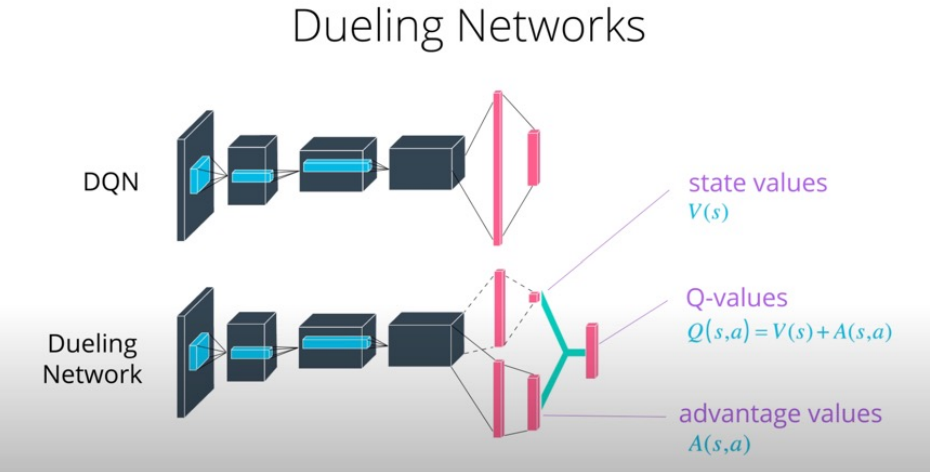 Dueling Networks
DQN
state values
V(s)
Q-values
Q(s,a) = V(s) + A(s,a)
Dueling
Network
advantage values
A(s,a)